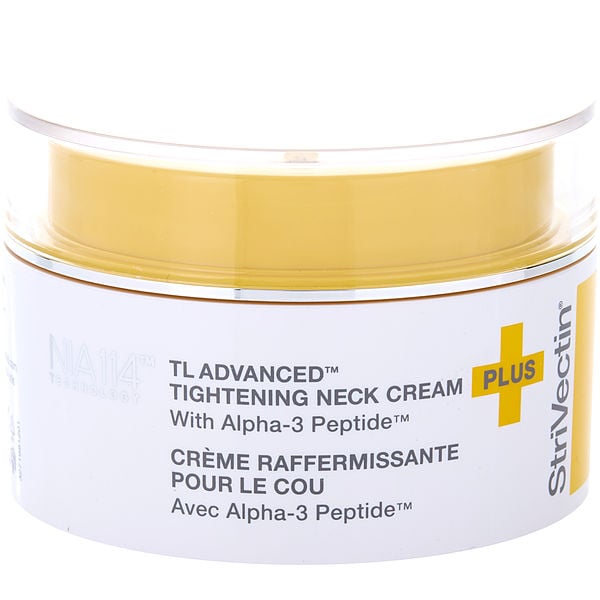 NIA114™
TECHNOLOGY
TL ADVANCED™
TIGHTENING NECK CREAM
With Alpha-3 Peptide™
PLUS
CRÈME RAFFERMISSANTE
POUR LE COU
Avec Alpha-3 Peptide™
StriVectin®